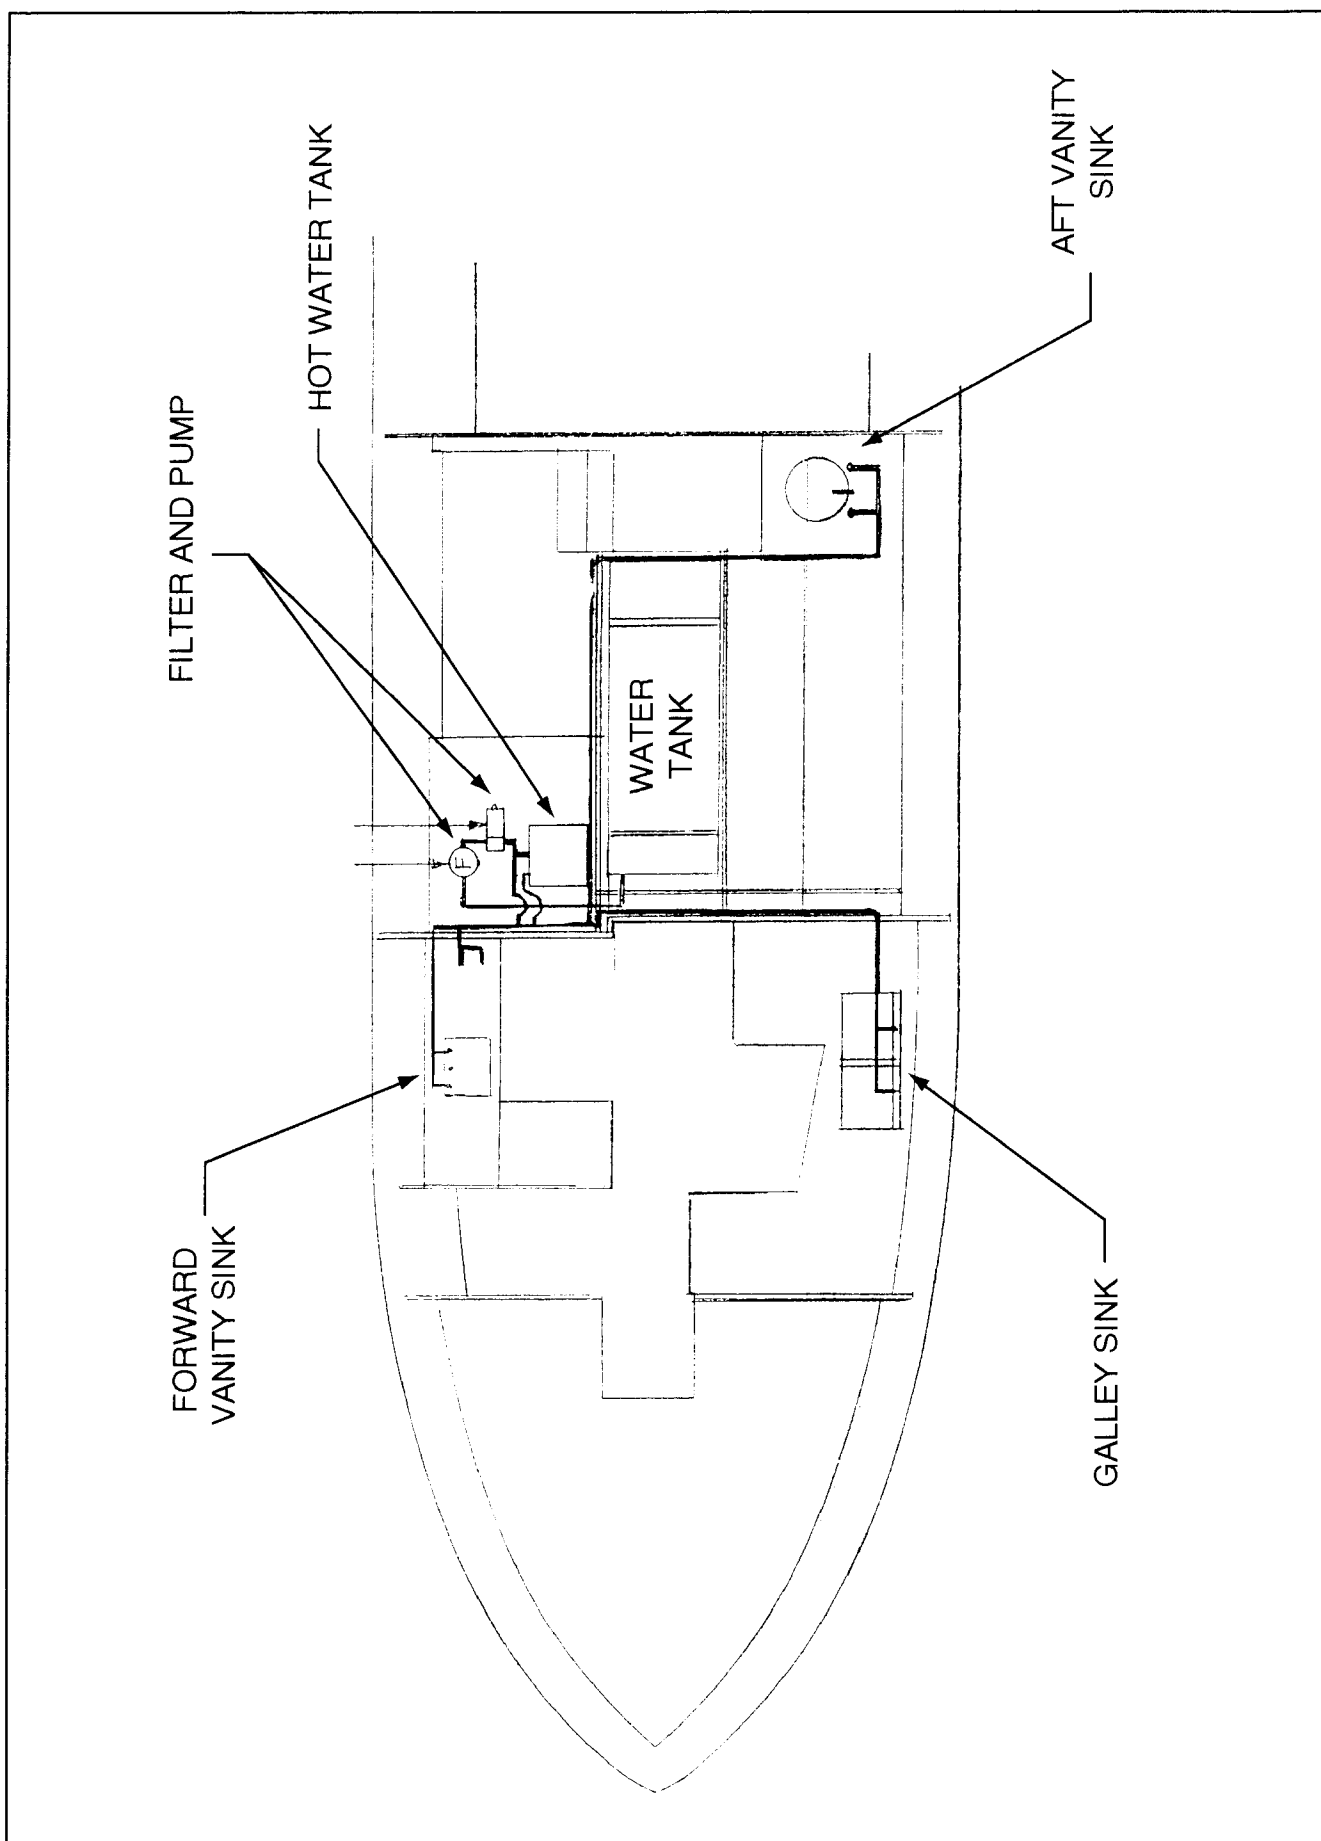 FORWARD
VANITY SINK
FILTER AND PUMP
HOT WATER TANK
F
WATER
TANK
GALLEY SINK
AFT VANITY
SINK